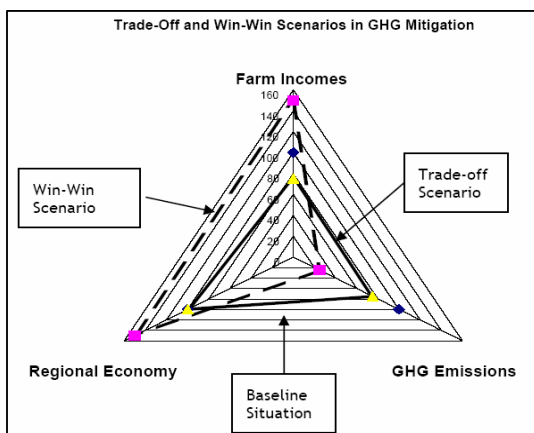 Trade-Off and Win-Win Scenarios in GHG Mitigation
Farm Incomes
160
140
120
100
80
60
40
20
0
Win-Win
Scenario
Trade-off
Scenario
Regional Economy
GHG Emissions
Baseline
Situation